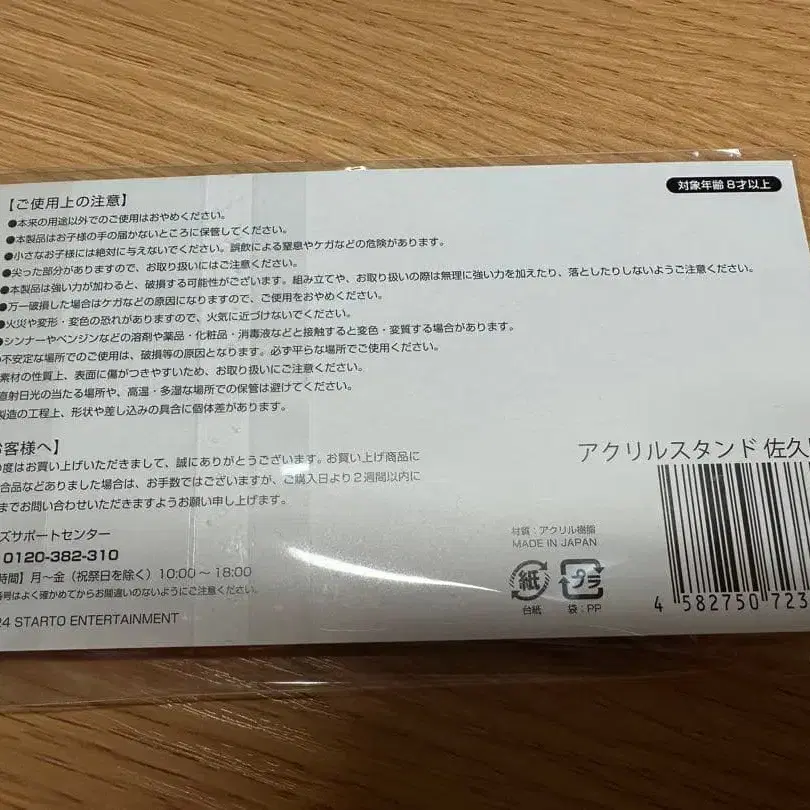 【ご使用上の注意】
対象年齢8才以上
●本来の用途以外でのご使用はおやめください。
●本製品はお子様の手の届かないところに保管してください。
●小さなお子様には絶対に与えないでください。誤飲による窒息やケガなどの危険があります。
●尖った部分がありますので、お取り扱いにはご注意ください。
●本製品は強い力が加わると、破損する可能性がございます。組み立てや、お取り扱いの際は無理に強い力を加えたり、落としたりしないようご注意ください。
●万一破損した場合はケガなどの原因になりますので、ご使用をおやめください。
●火災や変形・変色の恐れがありますので、火気に近づけないでください。
●シンナーやベンジンなどの溶剤や薬品・化粧品・消毒液などと接触すると変色・変質する場合があります。
不安定な場所でのご使用は、破損等の原因となります。必ず平らな場所でご使用ください。
素材の性質上、表面に傷がつきやすいため、お取り扱いにご注意ください。
直射日光の当たる場所や、高温・多湿な場所での保管は避けてください。
製造の工程上、形状や差し込みの具合に個体差があります。
お客様へ】
度はお買い上げいただきまして、誠にありがとうございます。お買い上げ商品に
合品などありました場合は、お手数ではございますが、ご購入日より2週間以内に
までお問い合わせいただきますようお願い申し上げます。
ズサポートセンター
0120-382-310
時間】月〜金(祝祭日を除く)10:00〜18:00
番号はよく確かめてからお間違いのないようにご注意ください。
24 STARTO ENTERTAINMENT
アクリルスタンド 佐久
材質:アクリル樹脂
MADE IN JAPAN
紙
プラ
台紙
袋:PP
4 582750 723